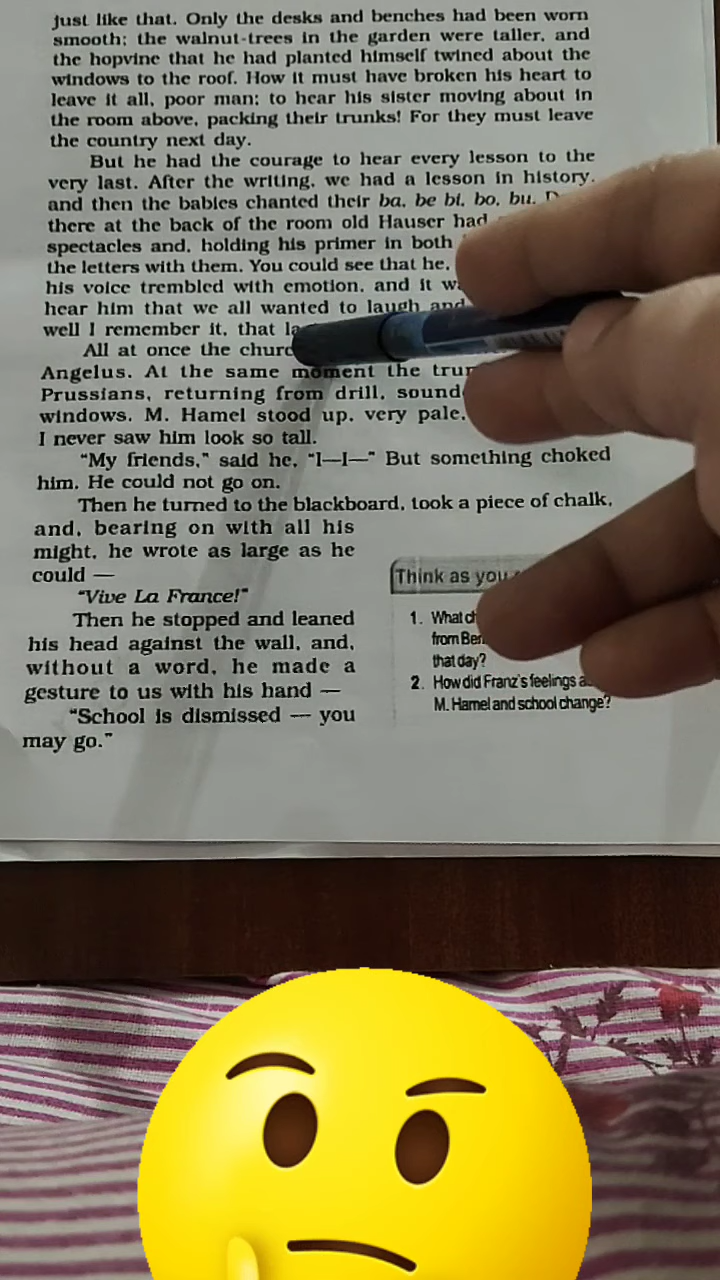 just like that. Only the desks and benches had been worn
smooth; the walnut-trees in the garden were taller, and
the hopvine that he had planted himself twined about the
windows to the roof. How it must have broken his heart to
leave it all, poor man; to hear his sister moving about in
the room above, packing their trunks! For they must leave
the country next day.
But he had the courage to hear every lesson to the
very last. After the writing, we had a lesson in history,
and then the babies chanted their ba, be bi, bo, bu.
there at the back of the room old Hauser had
spectacles and, holding his primer in both
the letters with them. You could see that he,
his voice trembled with emotion, and it
hear him that we all wanted to laugh and
well I remember it, that
All at once the
Angelus. At the same moment the
Prussians, returning from drill,
windows. M. Hamel stood up, very pale,
I never saw him look so tall.
“My friends,” said he, “I—I—” But something choked
him. He could not go on.
Then he turned to the blackboard, took a piece of chalk,
and, bearing on with all his
might, he wrote as large as he
could —
“Vive La France!”
Then he stopped and leaned
his head against the wall, and,
without a word, he made a
gesture to us with his hand —
“School is dismissed — you
may go.”
Think as you
1. What
from
that day?
2. How did Franz's feelings
M. Hamel and school change?